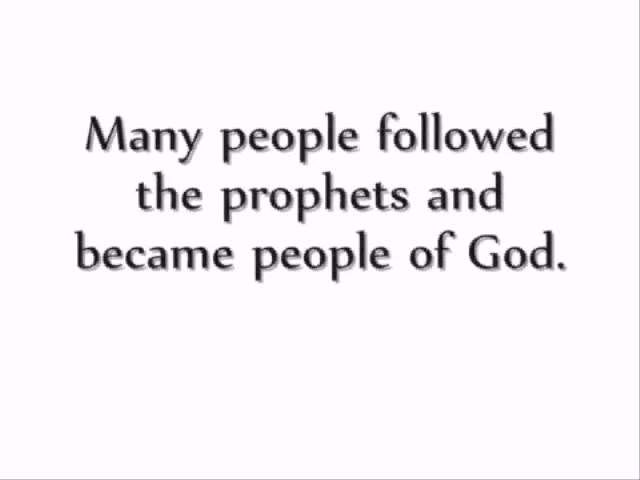 Many people followed
the prophets and
became people of God.